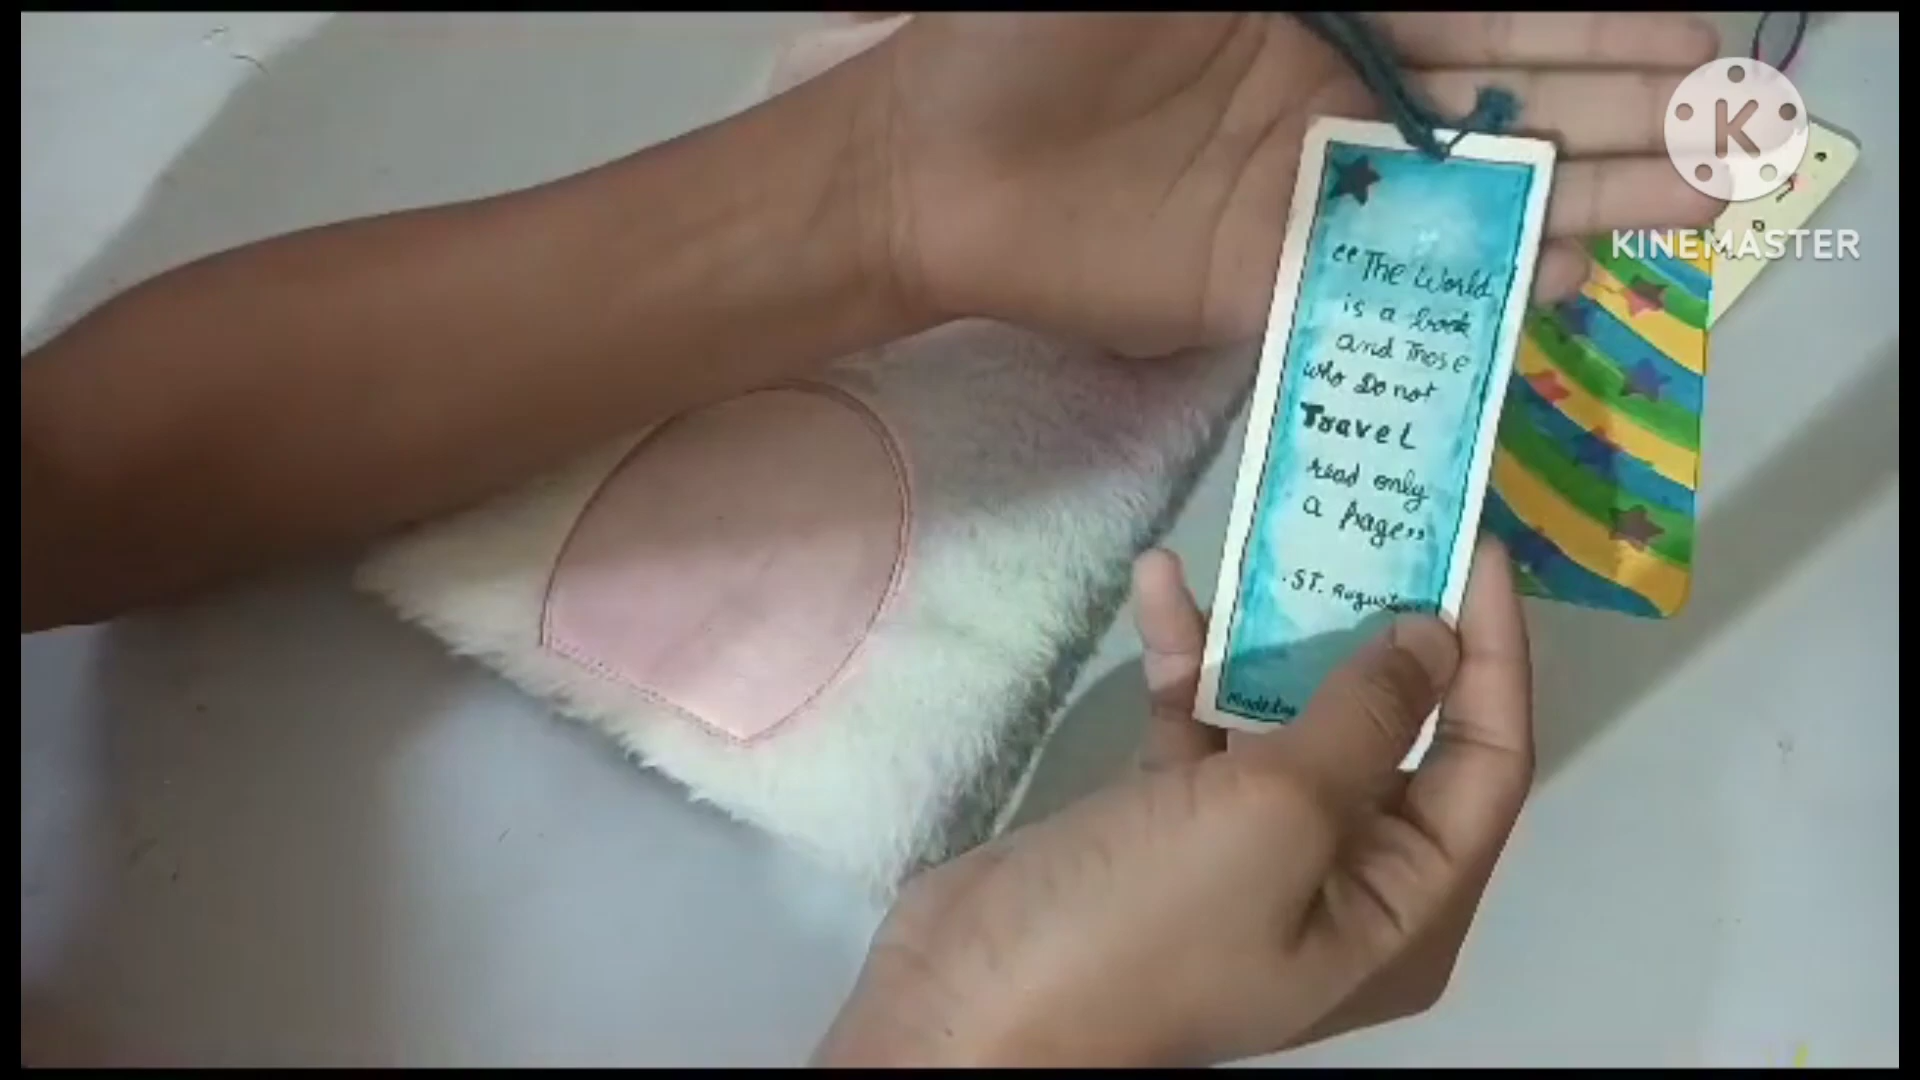 K
KINEMASTER
“The World
is a book
and Those
who Do not
Travel
read only
a page”
. ST. Augustine